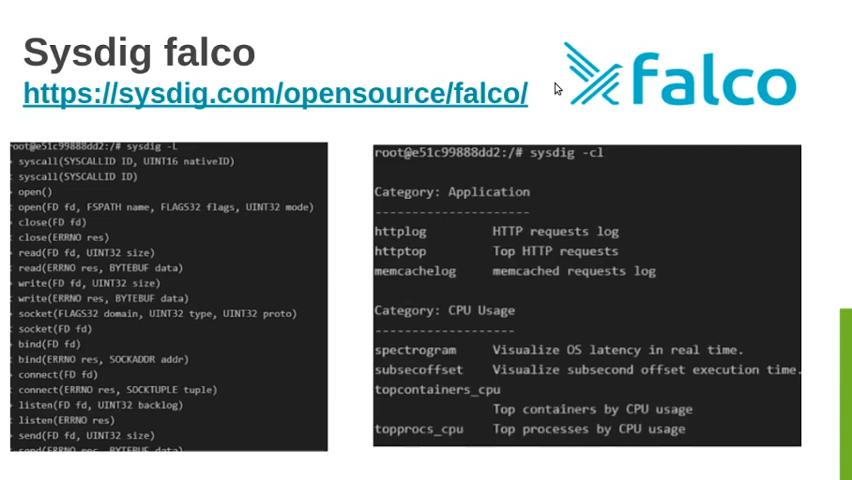 Sysdig falco
https://sysdig.com/opensource/falco/
falco
root@e51c99888dd2:/# sysdig -L
> syscall(SYSCALLID ID, UINT16 nativeID)
< syscall(SYSCALLID ID)
> open()
< open(FD fd, FSPATH name, FLAGS32 flags, UINT32 mode)
> close(FD fd)
< close(ERRNO res)
> read(FD fd, UINT32 size)
< read(ERRNO res, BYTEBUF data)
> write(FD fd, UINT32 size)
< write(ERRNO res, BYTEBUF data)
> socket(FLAGS32 domain, UINT32 type, UINT32 proto)
< socket(FD fd)
> bind(FD fd)
< bind(ERRNO res, SOCKADDR addr)
> connect(FD fd)
< connect(ERRNO res, SOCKTUPLE tuple)
> listen(FD fd, UINT32 backlog)
< listen(ERRNO res)
> send(FD fd, UINT32 size)
< send(ERRNO res, BYTEBUF data)
root@e51c99888dd2:/# sysdig -cl
Category: Application
---------------------
httplog HTTP requests log
httptop Top HTTP requests
memcachelog memcached requests log
Category: CPU Usage
-------------------
spectrogram Visualize OS latency in real time.
subsecoffset Visualize subsecond offset execution time.
topcontainers_cpu
Top containers by CPU usage
topprocs_cpu Top processes by CPU usage